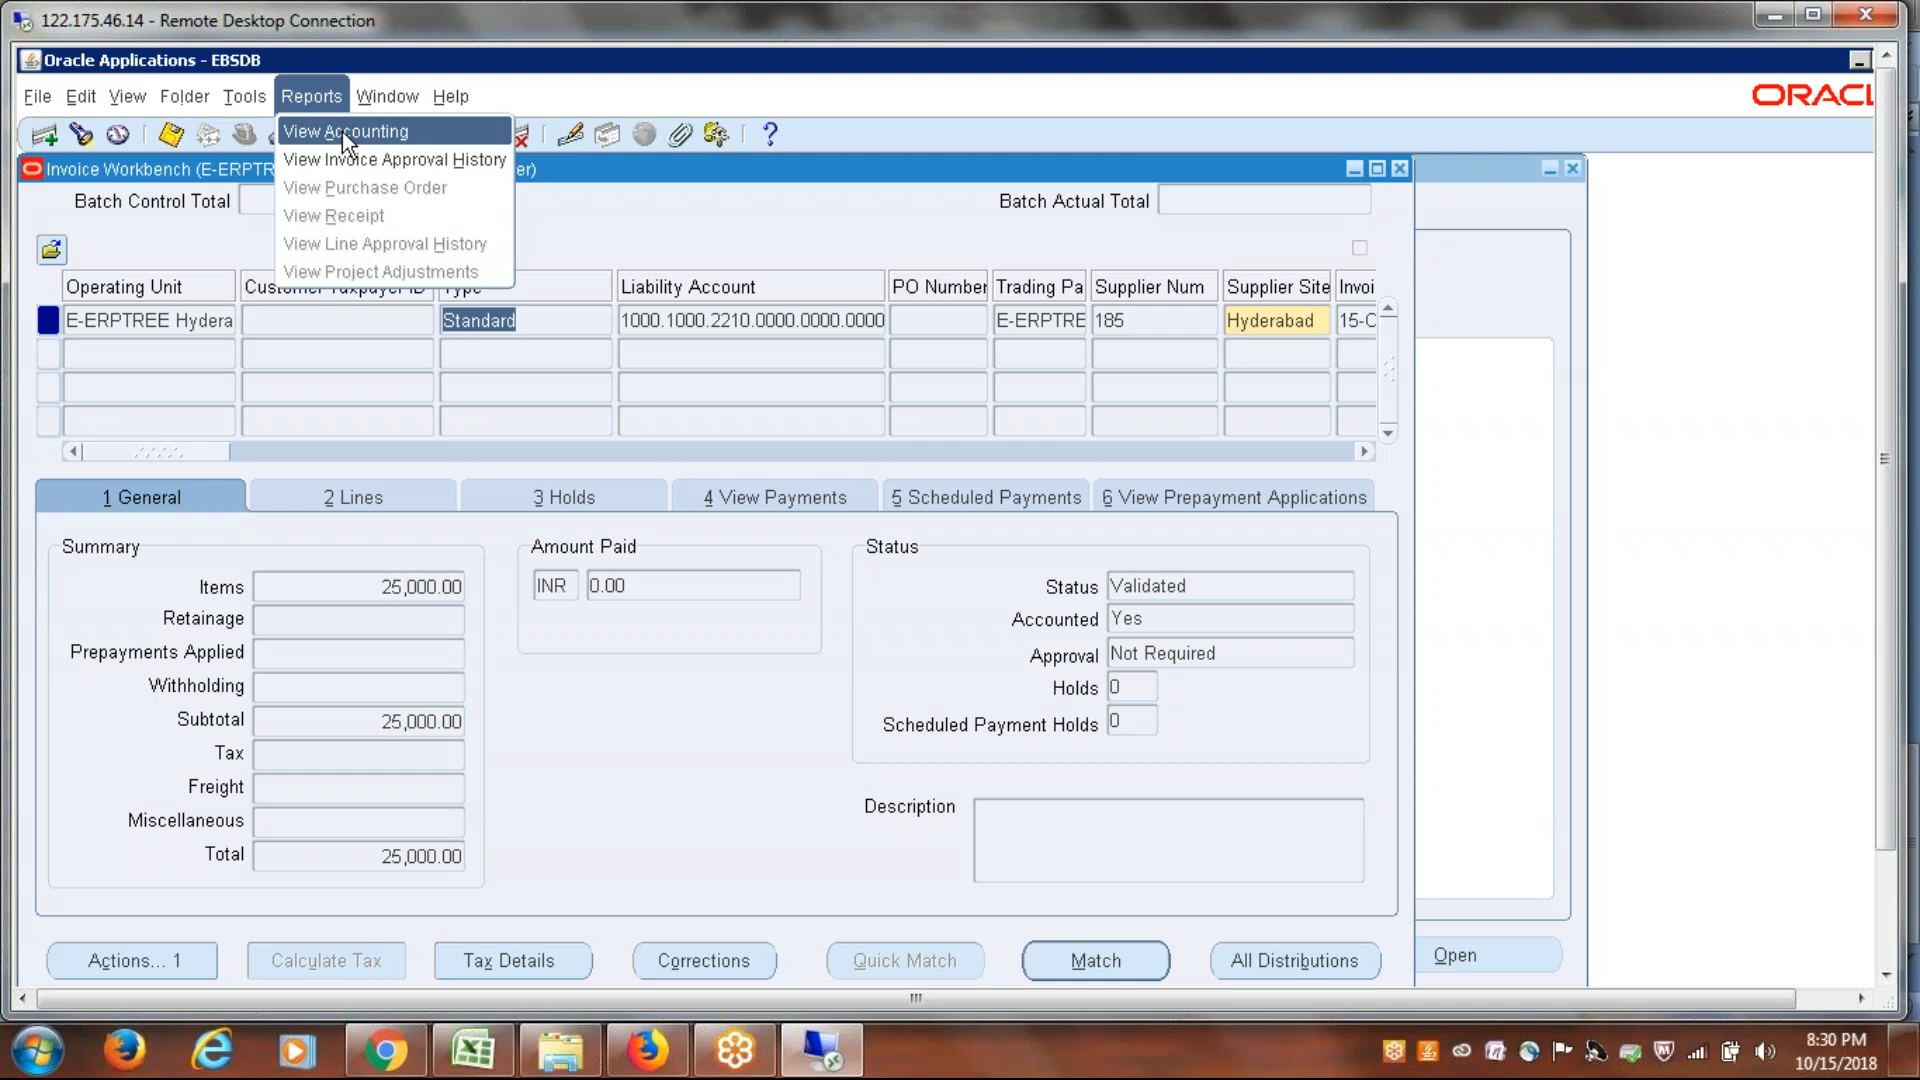 122.175.46.14 - Remote Desktop Connection
Oracle Applications - EBSDB
File Edit View Folder Tools Reports Window Help
ORACL
View Accounting
View Invoice Approval History
View Purchase Order
View Receipt
View Line Approval History
View Project Adjustments
Invoice Workbench (E-ERPTR er)
Batch Control Total
Batch Actual Total
Operating Unit Customer Taxpayer ID Type Liability Account PO Number Trading Pa Supplier Num Supplier Site Invoi
E-ERPTREE Hydera Standard 1000.1000.2210.0000.0000.0000 E-ERPTRE 185 Hyderabad 15-C
1 General 2 Lines 3 Holds 4 View Payments 5 Scheduled Payments 6 View Prepayment Applications
Summary
Items 25,000.00
Retainage
Prepayments Applied
Withholding
Subtotal 25,000.00
Tax
Freight
Miscellaneous
Total 25,000.00
Amount Paid
INR 0.00
Status
Status Validated
Accounted Yes
Approval Not Required
Holds 0
Scheduled Payment Holds 0
Description
Actions... 1 Calculate Tax Tax Details Corrections Quick Match Match All Distributions Open
8:30 PM
10/15/2018